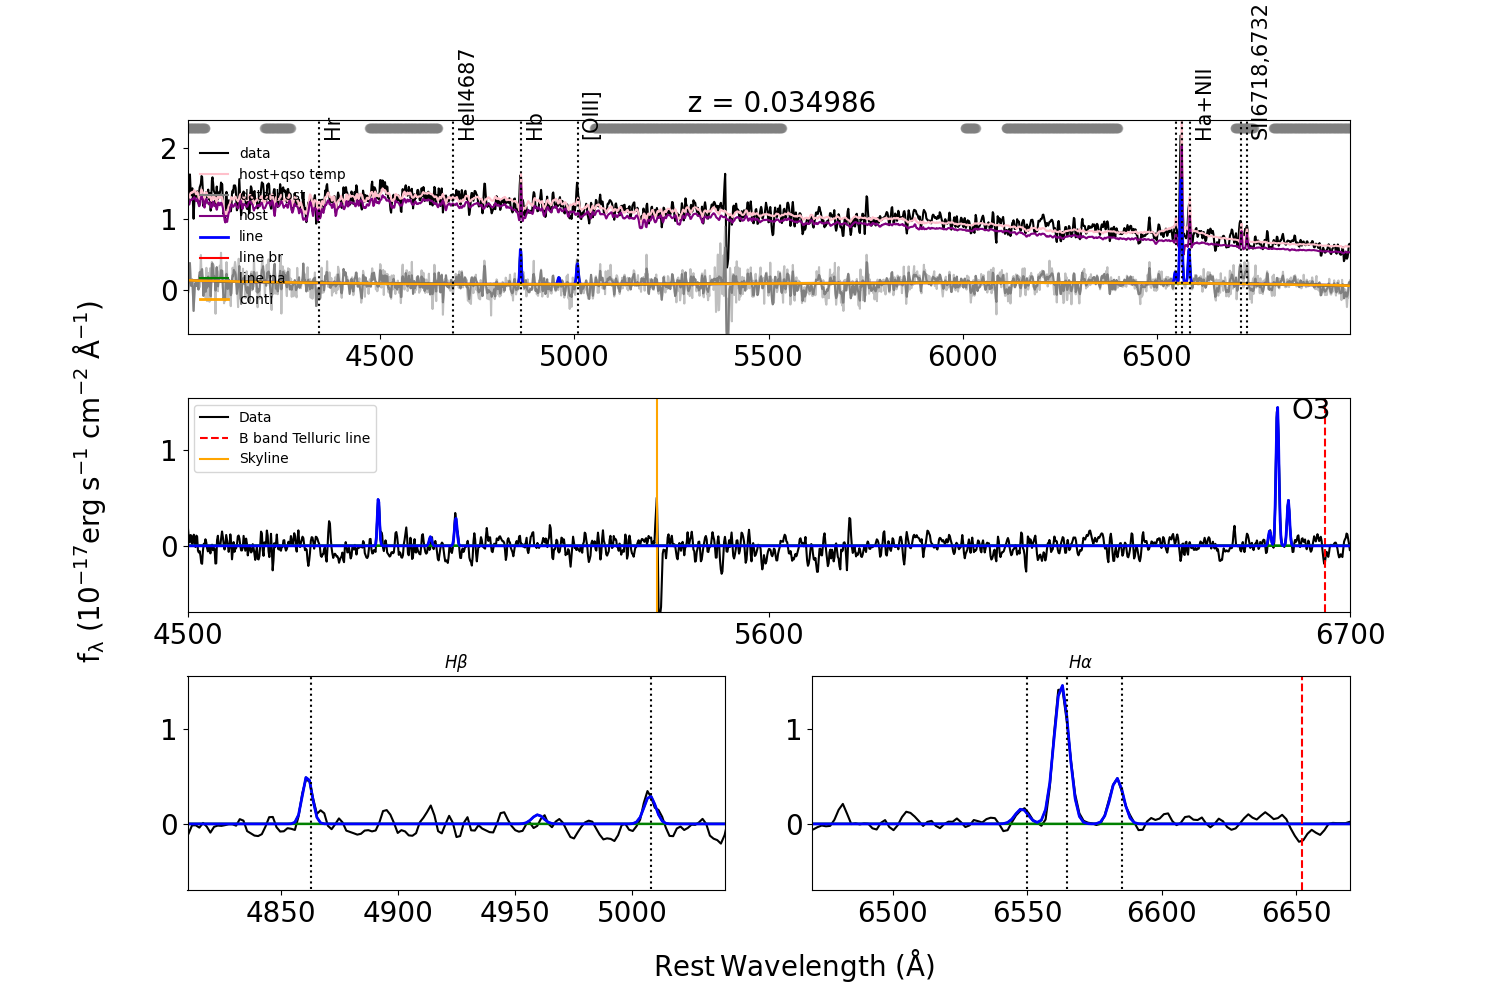 Hr
HeII4687
Hb
[OIII]
Ha+NII
SII6718,6732
z = 0.034986
2
1
0
data
host+qso temp
data-host
host
line
line br
line na
conti
4500
5000
5500
6000
6500
f_λ (10^−17 erg s^−1 cm^−2 Å^−1)
1
0
Data
B band Telluric line
Skyline
O3
4500
5600
6700
Hβ
1
0
4850
4900
4950
5000
Hα
1
0
6500
6550
6600
6650
Rest Wavelength (Å)